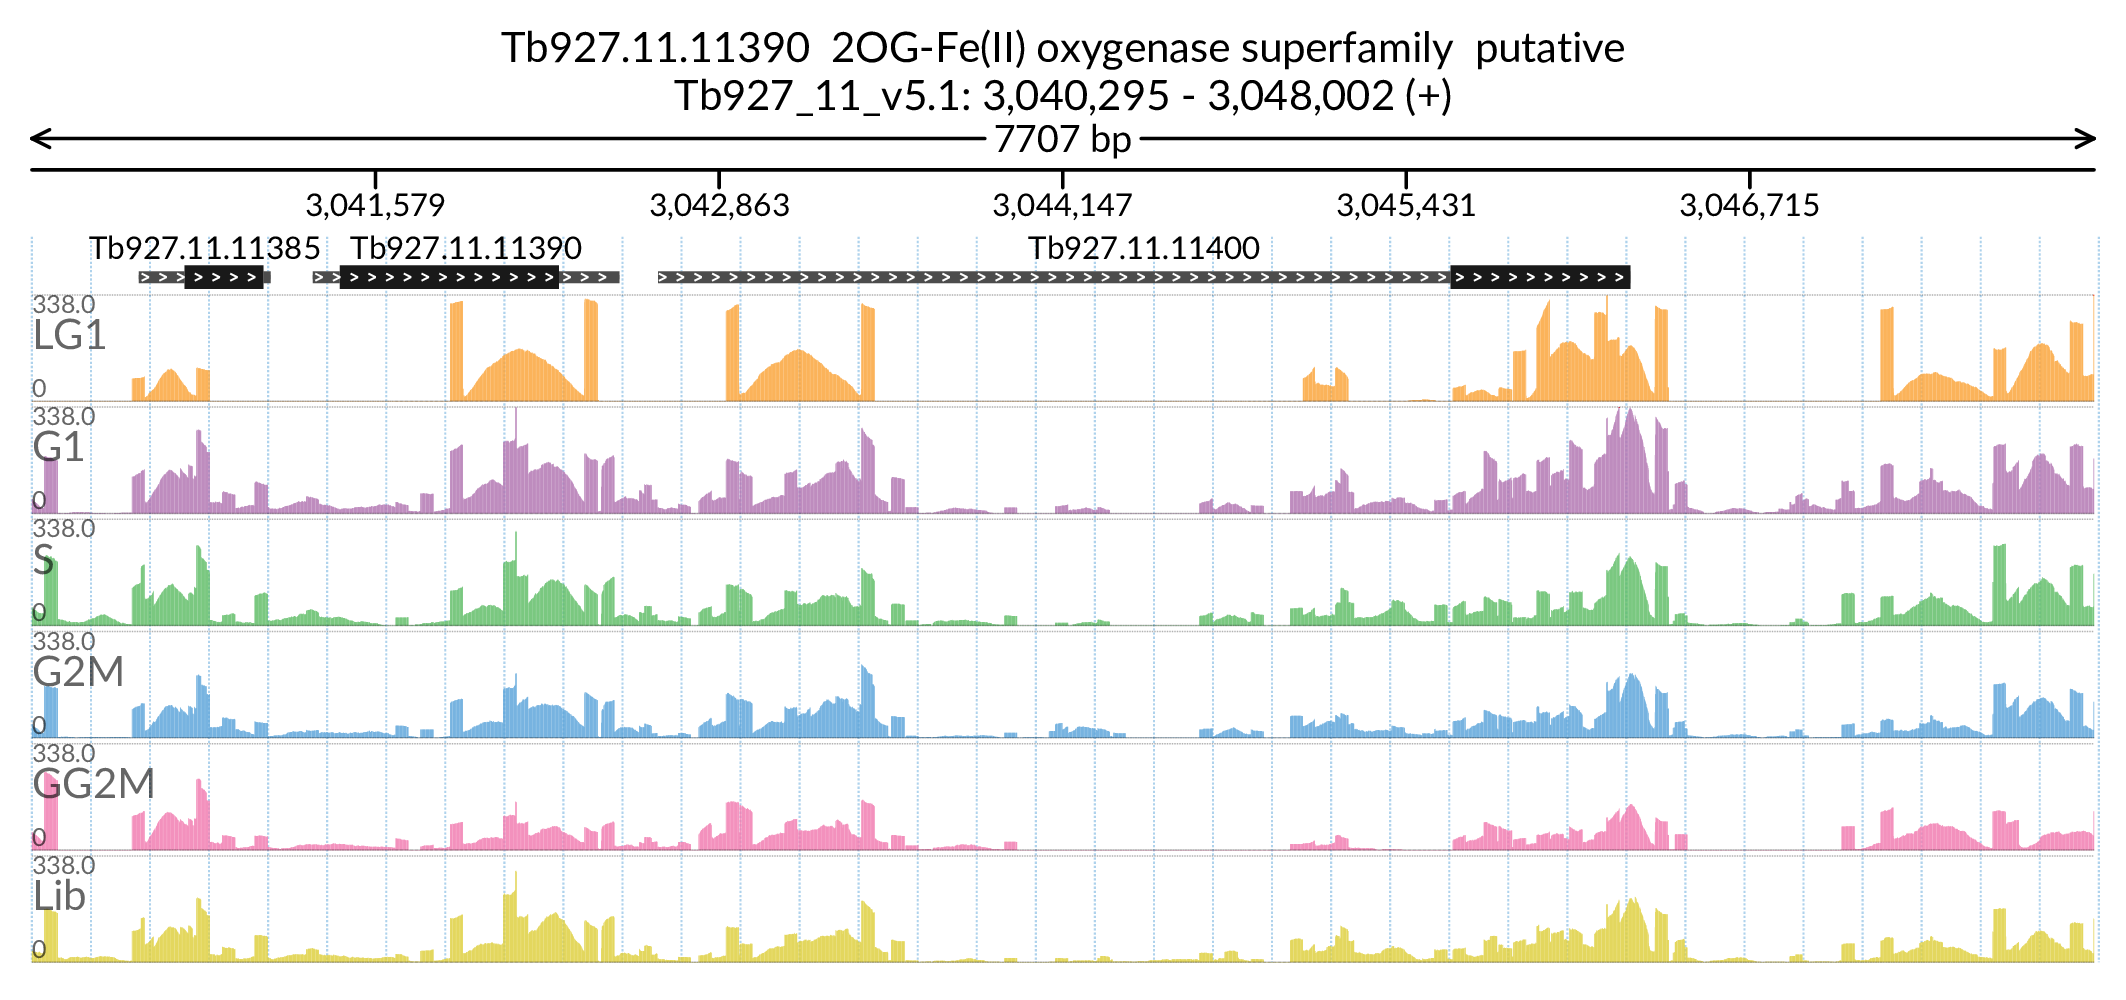 Tb927.11.11390  2OG-Fe(II) oxygenase superfamily  putative
Tb927_11_v5.1: 3,040,295 - 3,048,002 (+)
7707 bp
3,041,579 3,042,863 3,044,147 3,045,431 3,046,715
Tb927.11.11385 Tb927.11.11390 Tb927.11.11400
338.0
LG1
0
338.0
G1
0
338.0
S
0
338.0
G2M
0
338.0
GG2M
0
338.0
Lib
0